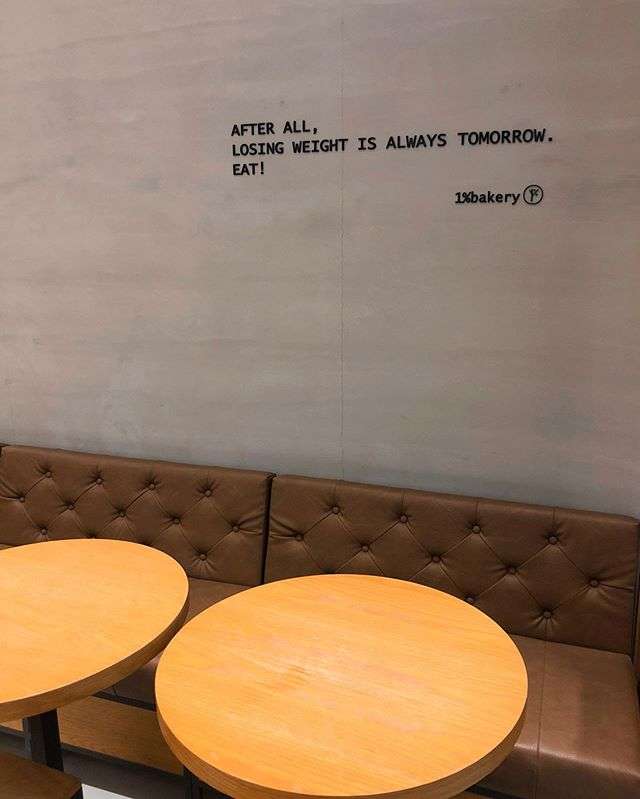 AFTER ALL,
LOSING WEIGHT IS ALWAYS TOMORROW.
EAT!
1%bakery